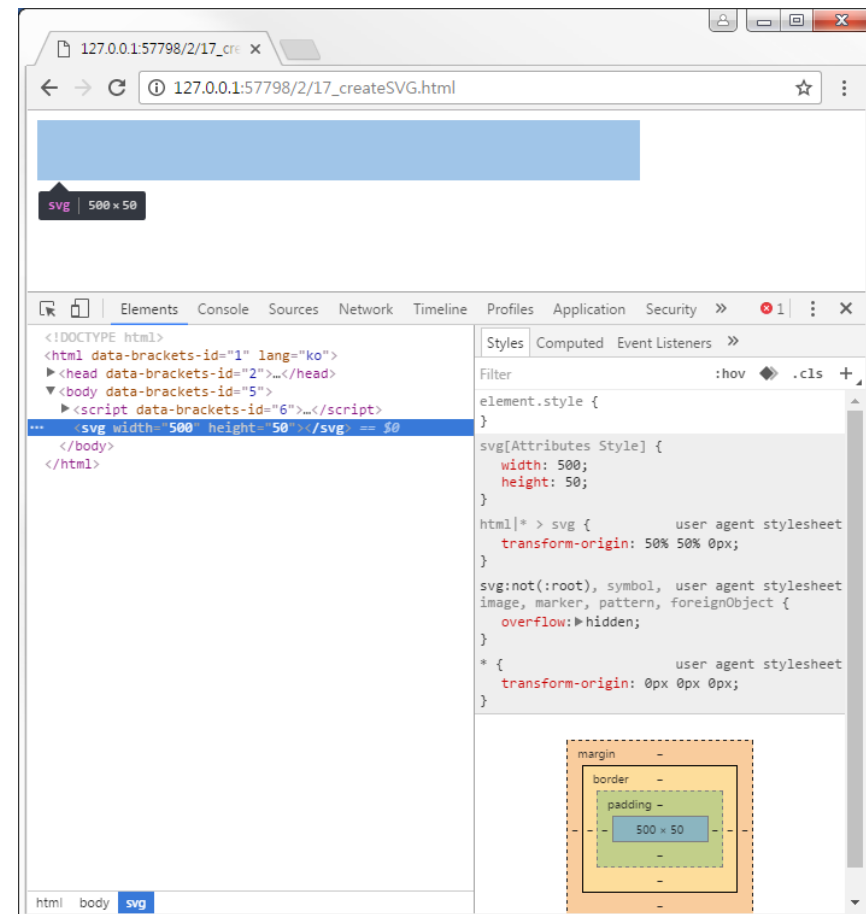 127.0.0.1:57798/2/17_cre
127.0.0.1:57798/2/17_createSVG.html
svg | 500 × 50
Elements Console Sources Network Timeline Profiles Application Security » 1
<!DOCTYPE html>
<html data-brackets-id="1" lang="ko">
▶<head data-brackets-id="2">…</head>
▼<body data-brackets-id="5">
▶<script data-brackets-id="6">…</script>
… <svg width="500" height="50"></svg> == $0
</body>
</html>
html body svg
Styles Computed Event Listeners »
Filter :hov .cls +
element.style {
}
svg[Attributes Style] {
width: 500;
height: 50;
}
html|* > svg { user agent stylesheet
transform-origin: 50% 50% 0px;
}
svg:not(:root), symbol, user agent stylesheet
image, marker, pattern, foreignObject {
overflow:▶hidden;
}
* { user agent stylesheet
transform-origin: 0px 0px 0px;
}
margin –
border –
padding –
– – – 500 × 50 – – –
–
–
–